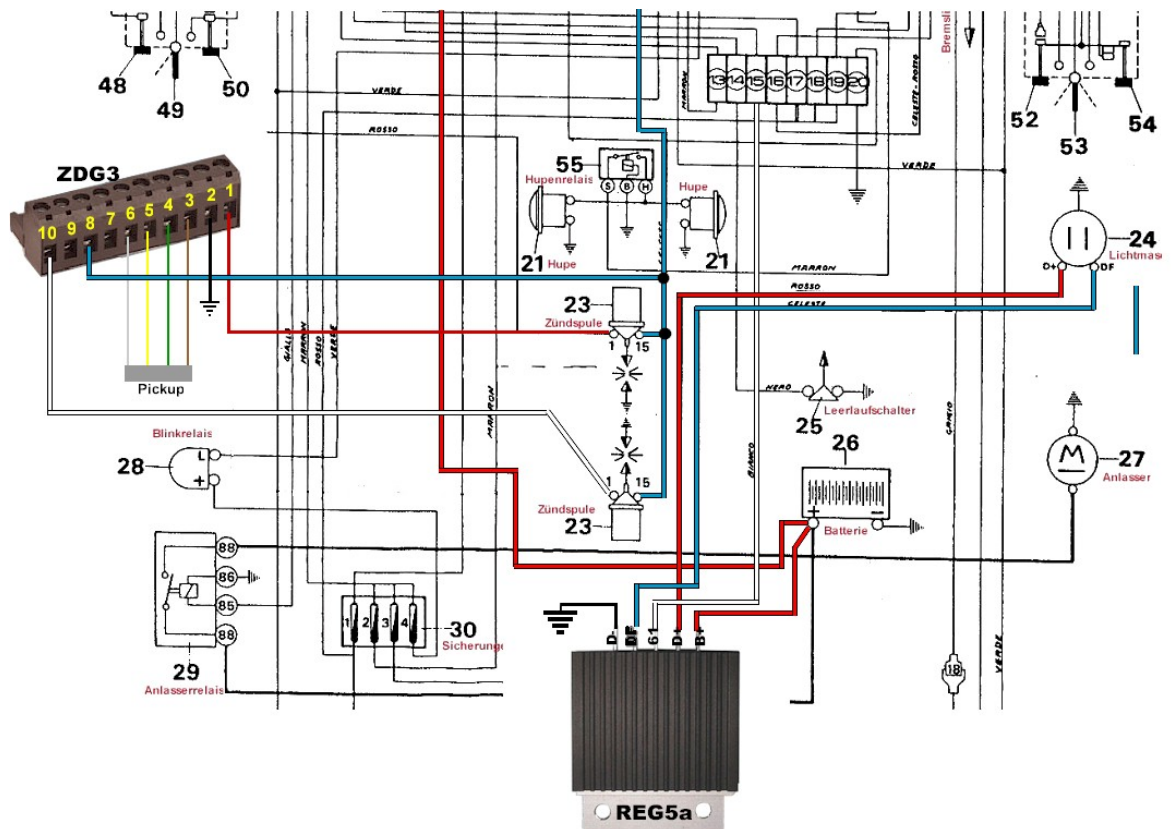 48
49
50
VERDE
ROSSO
MARRON
13 14 15 16 17 18 19 20
CELESTE-ROSSO
Bremsli
52
53
54
VERDE
ZDG3
10 9 8 7 6 5 4 3 2 1
55
Hupenrelais
S B H
Hupe
21
Hupe
21
CELESTE
MARRON
24
Lichtmasc
D+ DF
ROSSO
CELESTE
23
Zündspule
1 15
GIALLO
MARRON
ROSSO
VERDE
Pickup
MARRON
NERO
25
Leerlaufschalter
BIANCO
GRIGIO
Blinkrelais
28
L
+
1 15
Zündspule
23
26
+
Batterie
M
27
Anlasser
88
86
85
88
29
Anlasserrelais
1 2 3 4
30
Sicherunge
D- DF 61 D+ B+
18
VERDE
REG5a